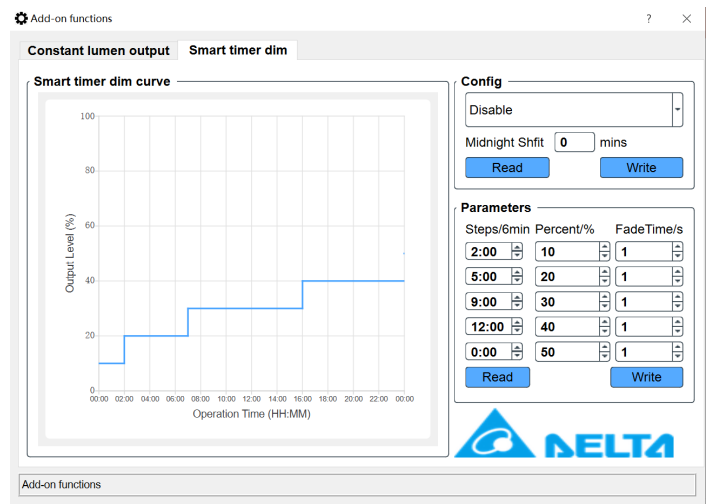 Add-on functions
?
Constant lumen output
Smart timer dim
Smart timer dim curve
100
80
60
40
20
0
Output Level (%)
00:00 02:00 04:00 06:00 08:00 10:00 12:00 14:00 16:00 18:00 20:00 22:00 00:00
Operation Time (HH:MM)
Config
Disable
Midnight Shfit 0 mins
Read Write
Parameters
Steps/6min Percent/% FadeTime/s
2:00 10 1
5:00 20 1
9:00 30 1
12:00 40 1
0:00 50 1
Read Write
DELTA
Add-on functions